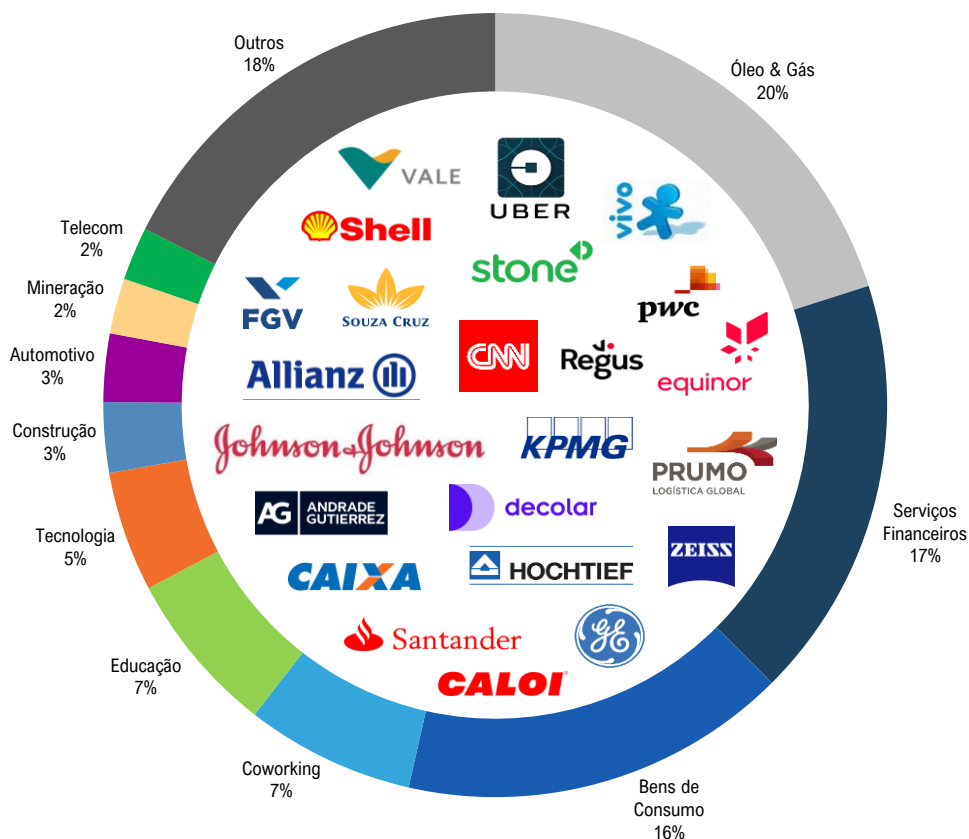 Outros
18%
Óleo & Gás
20%
Telecom
2%
Mineração
2%
Automotivo
3%
Construção
3%
Tecnologia
5%
Educação
7%
Coworking
7%
Bens de
Consumo
16%
Serviços
Financeiros
17%
VALE
UBER
vivo
Shell
stone
FGV
SOUZA CRUZ
pwc
CNN
Regus
equinor
Allianz
Johnson & Johnson
KPMG
PRUMO
LOGÍSTICA GLOBAL
AG ANDRADE
GUTIERREZ
decolar
ZEISS
CAIXA
HOCHTIEF
Santander
GE
CALOI